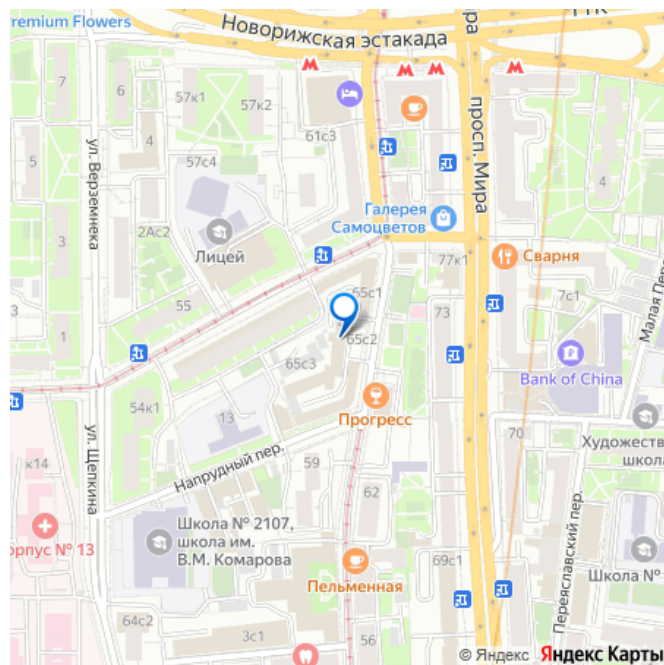 Premium Flowers
Новорижская эстакада
ТТК
7
6
57к1
57к2
ул. Верземнека
4
61с3
5
57с4
просп. Мира
4
2Ас2
Галерея
Самоцветов
3
Лицей
77к1
Сварня
Малая Пере
65с1
7с1
55
73
1
65с2
65с3
Bank of China
54к1
13
Прогресс
ул. Щепкина
70
Художеств
школа
к14
Напрудный пер.
59
62
Школа № 2107,
школа им.
В.М. Комарова
Корпус № 13
69с1
Переяславский пер.
Пельменная
Школа №
64с2
3с1
56
© Яндекс Яндекс Карты